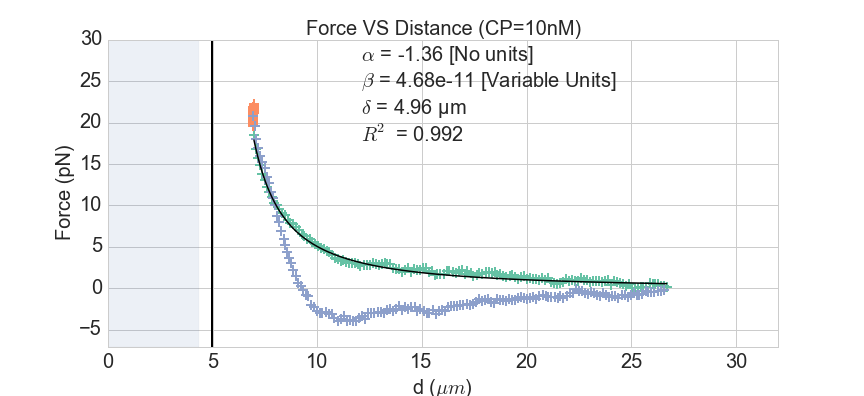 Force VS Distance (CP=10nM)
α = -1.36 [No units]
β = 4.68e-11 [Variable Units]
δ = 4.96 μm
R² = 0.992
30
25
20
15
10
5
0
−5
Force (pN)
0 5 10 15 20 25 30
d (μm)